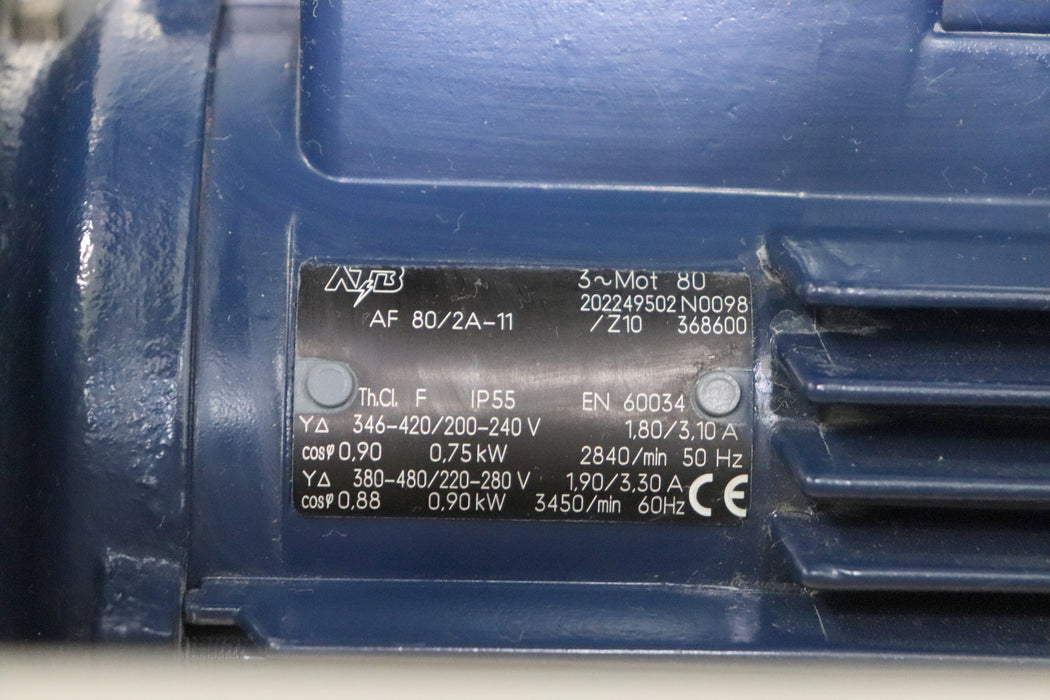 ATB
3~Mot 80
202249502 N0098
AF 80/2A-11 /Z10 368600
Th.Cl. F IP55 EN 60034
Y∆ 346-420/200-240 V 1,80/3,10 A
cosφ 0,90 0,75 kW 2840/min 50 Hz
Y∆ 380-480/220-280 V 1,90/3,30 A
cosφ 0,88 0,90 kW 3450/min 60Hz CE